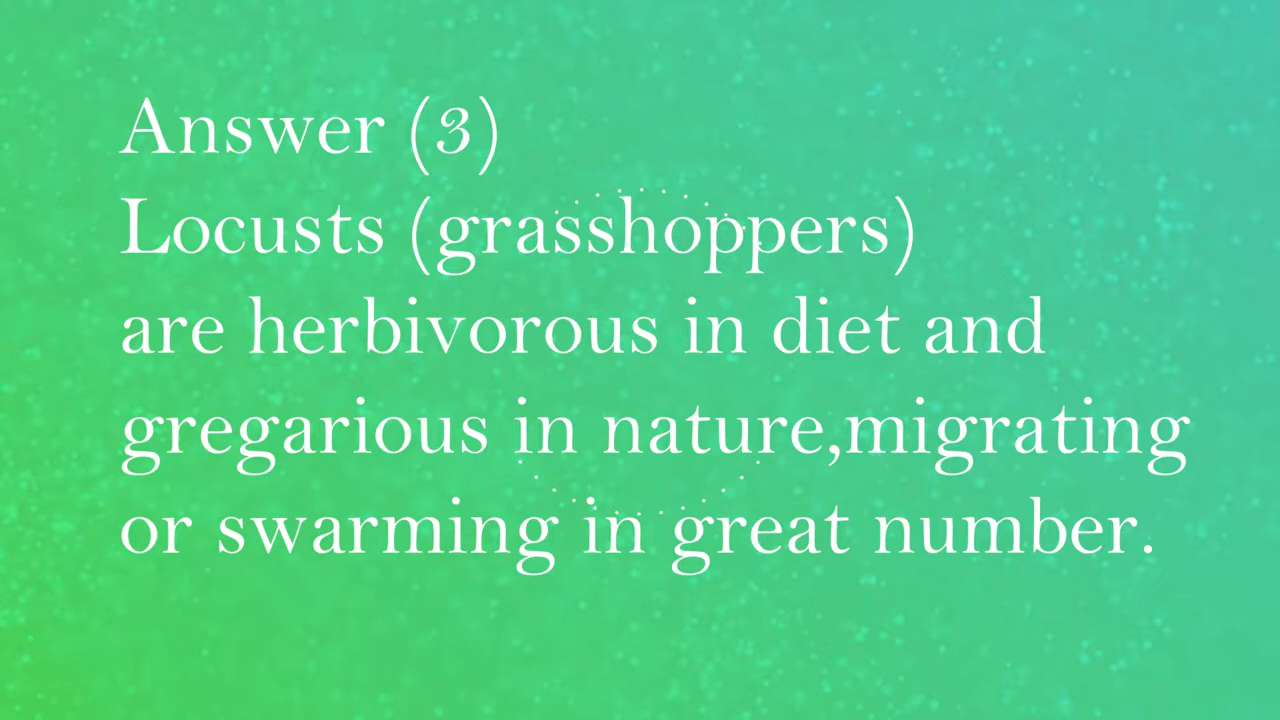 Answer (3)
Locusts (grasshoppers)
are herbivorous in diet and
gregarious in nature,migrating
or swarming in great number.